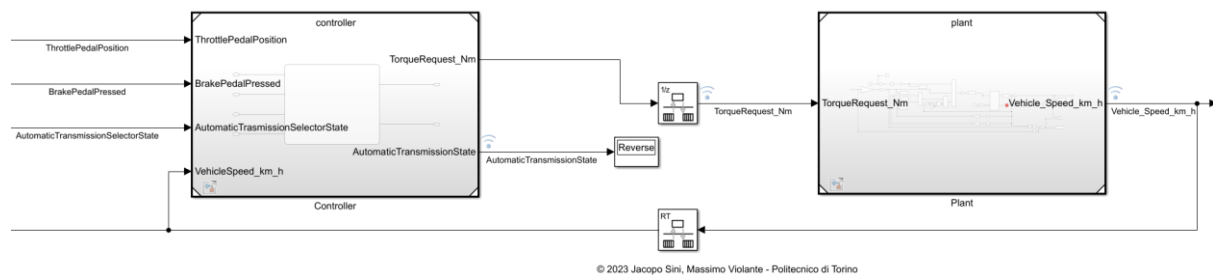 controller
plant
ThrottlePedalPosition
ThrottlePedalPosition
TorqueRequest_Nm
BrakePedalPressed
BrakePedalPressed
1/z
TorqueRequest_Nm
TorqueRequest_Nm
Vehicle_Speed_km_h
Vehicle_Speed_km_h
AutomaticTrasmissionSelectorState
AutomaticTransmissionSelectorState
AutomaticTransmissionState
AutomaticTransmissionState
Reverse
VehicleSpeed_km_h
Controller
Plant
RT
© 2023 Jacopo Sini, Massimo Violante - Politecnico di Torino